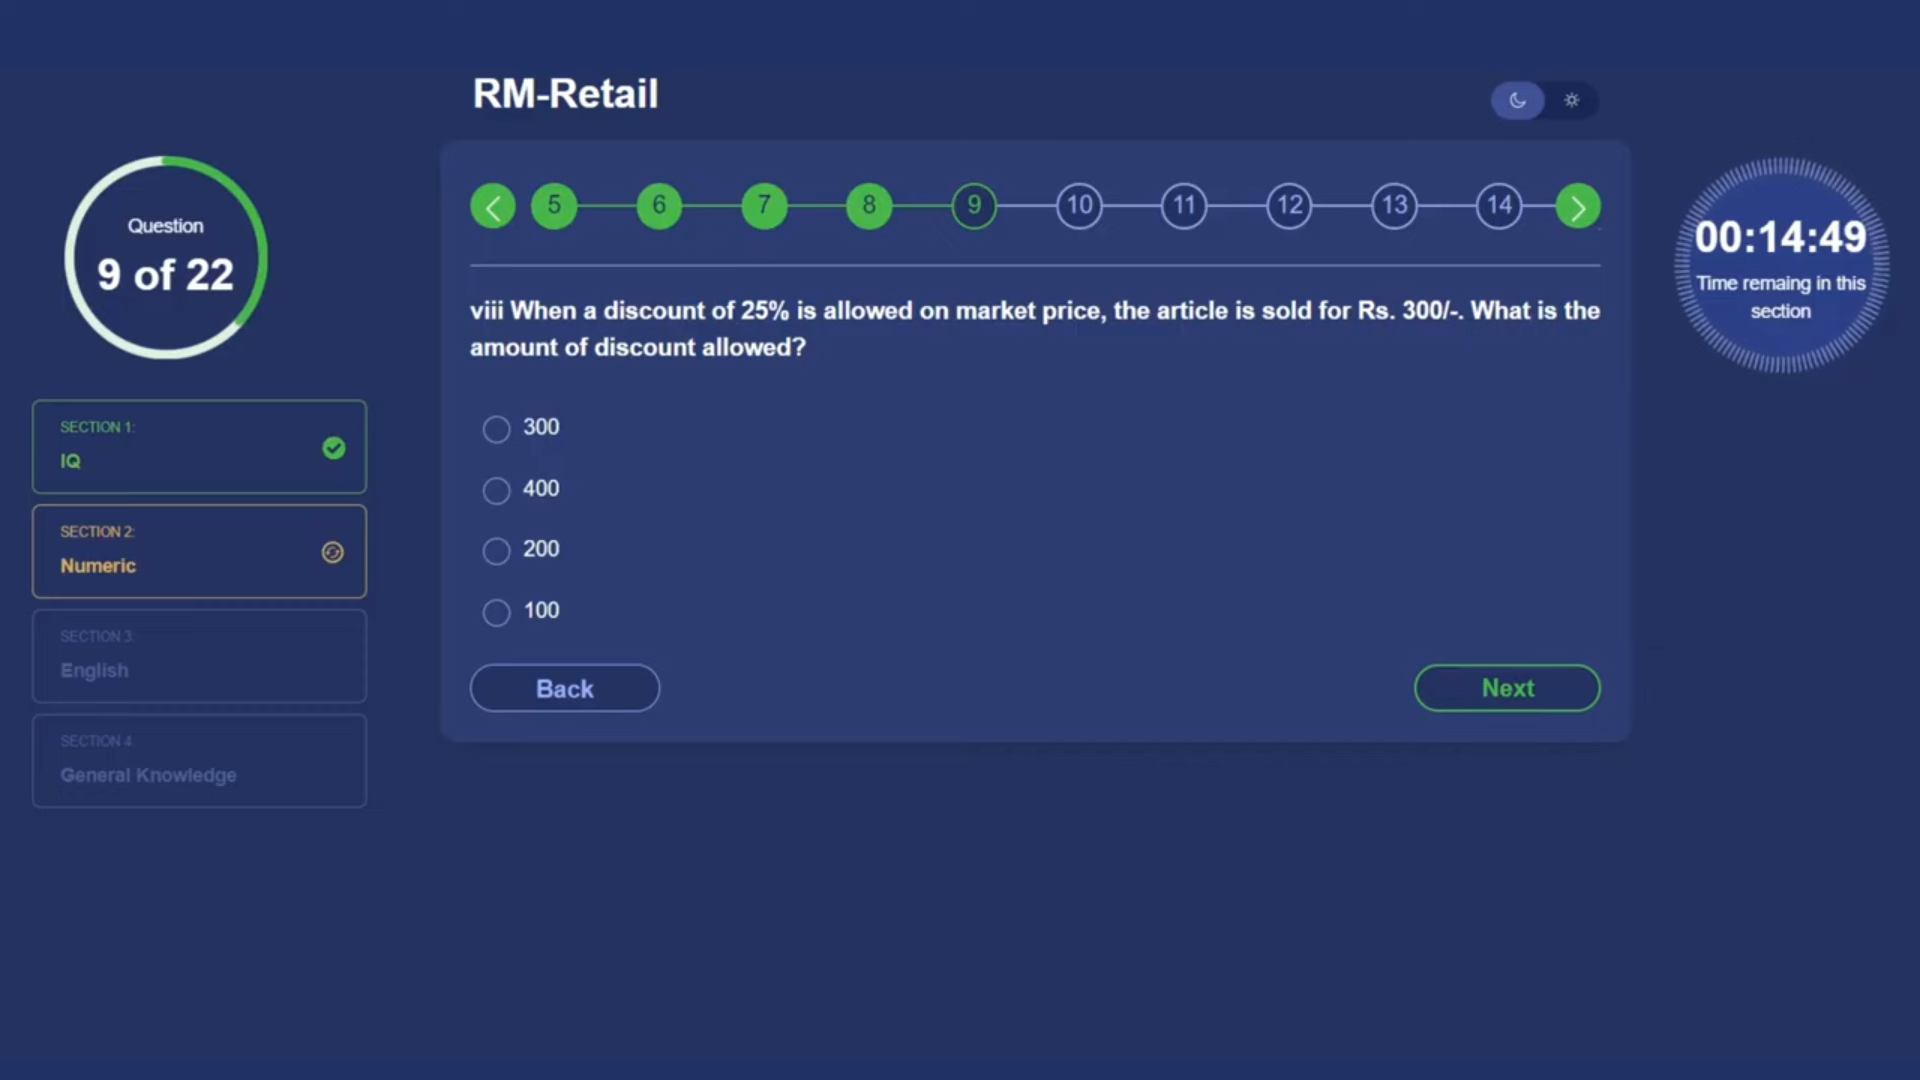 RM-Retail
Question
9 of 22
5 6 7 8 9 10 11 12 13 14
00:14:49
Time remaing in this
section
viii When a discount of 25% is allowed on market price, the article is sold for Rs. 300/-. What is the
amount of discount allowed?
300
400
200
100
Back
Next
SECTION 1:
IQ
SECTION 2:
Numeric
SECTION 3:
English
SECTION 4:
General Knowledge